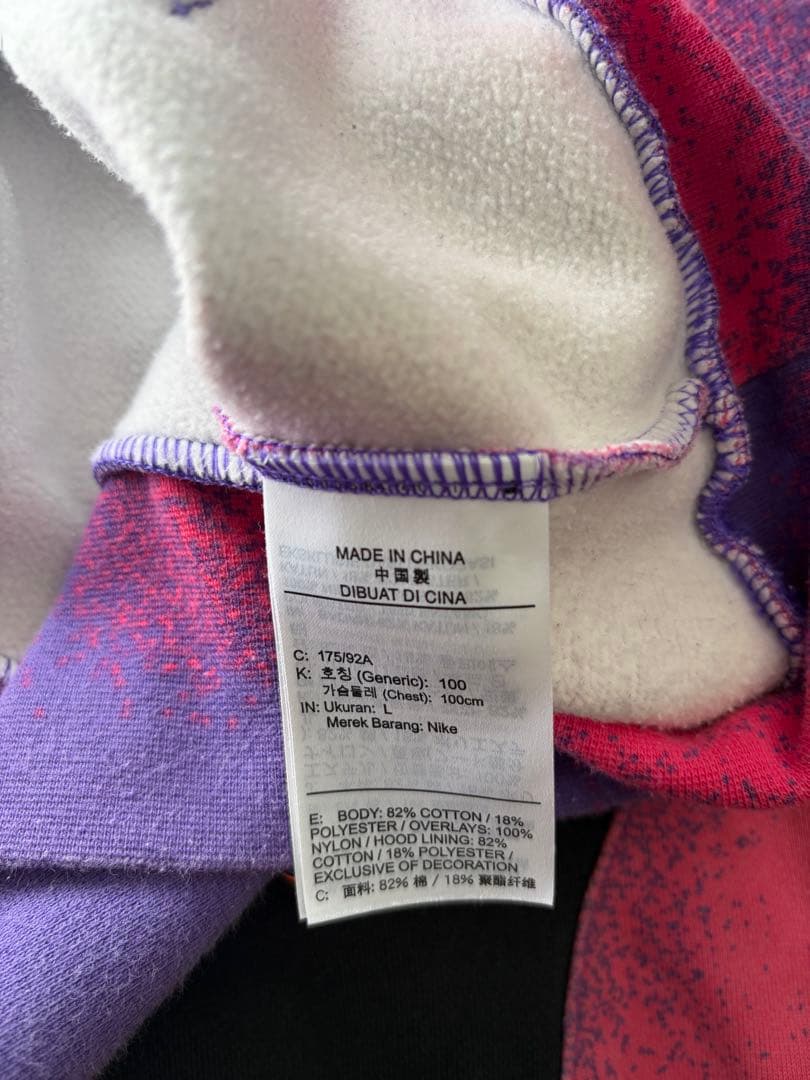 MADE IN CHINA
中国製
DIBUAT DI CINA
C: 175/92A
K: 호칭 (Generic): 100
가슴둘레 (Chest): 100cm
IN: Ukuran: L
Merek Barang: Nike
E: BODY: 82% COTTON / 18%
POLYESTER / OVERLAYS: 100%
NYLON / HOOD LINING: 82%
COTTON / 18% POLYESTER /
EXCLUSIVE OF DECORATION
C: 面料: 82% 棉 / 18% 聚酯纤维